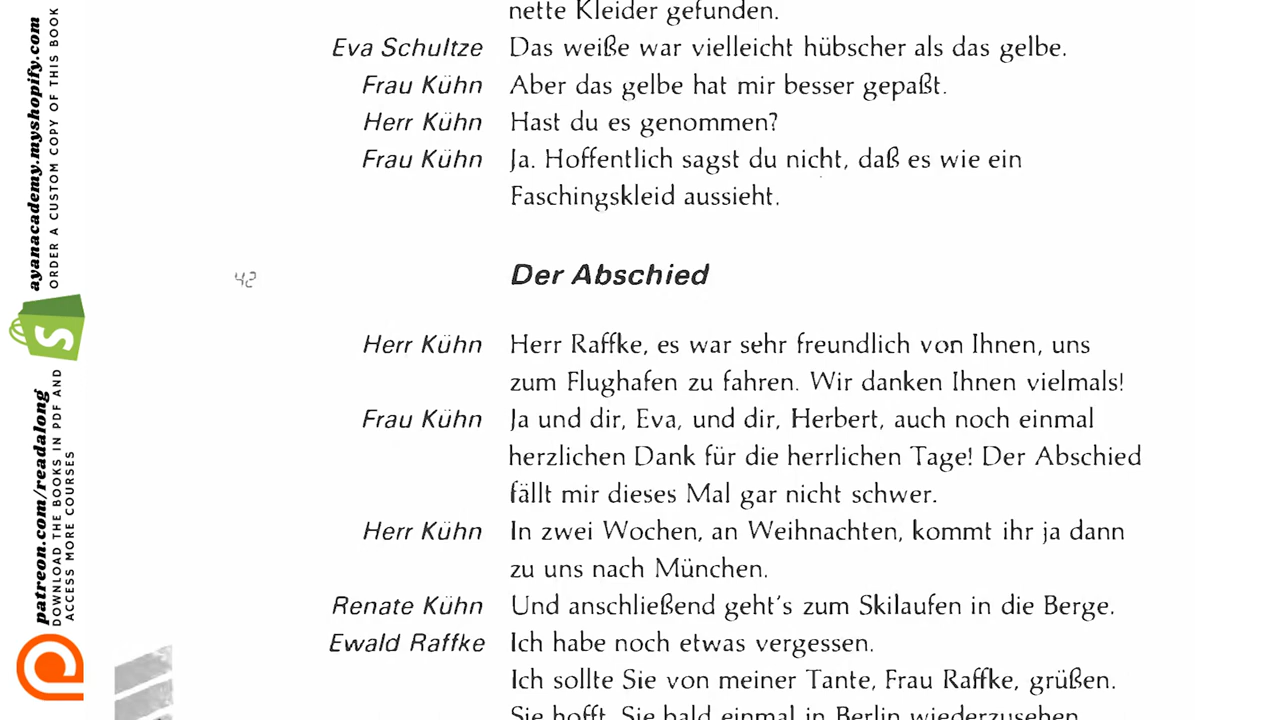 nette Kleider gefunden.
Eva Schultze Das weiße war vielleicht hübscher als das gelbe.
Frau Kühn Aber das gelbe hat mir besser gepaßt.
Herr Kühn Hast du es genommen?
Frau Kühn Ja. Hoffentlich sagst du nicht, daß es wie ein
Faschingskleid aussieht.
42 Der Abschied
Herr Kühn Herr Raffke, es war sehr freundlich von Ihnen, uns
zum Flughafen zu fahren. Wir danken Ihnen vielmals!
Frau Kühn Ja und dir, Eva, und dir, Herbert, auch noch einmal
herzlichen Dank für die herrlichen Tage! Der Abschied
fällt mir dieses Mal gar nicht schwer.
Herr Kühn In zwei Wochen, an Weihnachten, kommt ihr ja dann
zu uns nach München.
Renate Kühn Und anschließend geht's zum Skilaufen in die Berge.
Ewald Raffke Ich habe noch etwas vergessen.
Ich sollte Sie von meiner Tante, Frau Raffke, grüßen.
Sie hofft, Sie bald einmal in Berlin wiederzusehen.
ayanacademy.myshopify.com
ORDER A CUSTOM COPY OF THIS BOOK
patreon.com/readalong
DOWNLOAD THE BOOKS IN PDF AND
ACCESS MORE COURSES